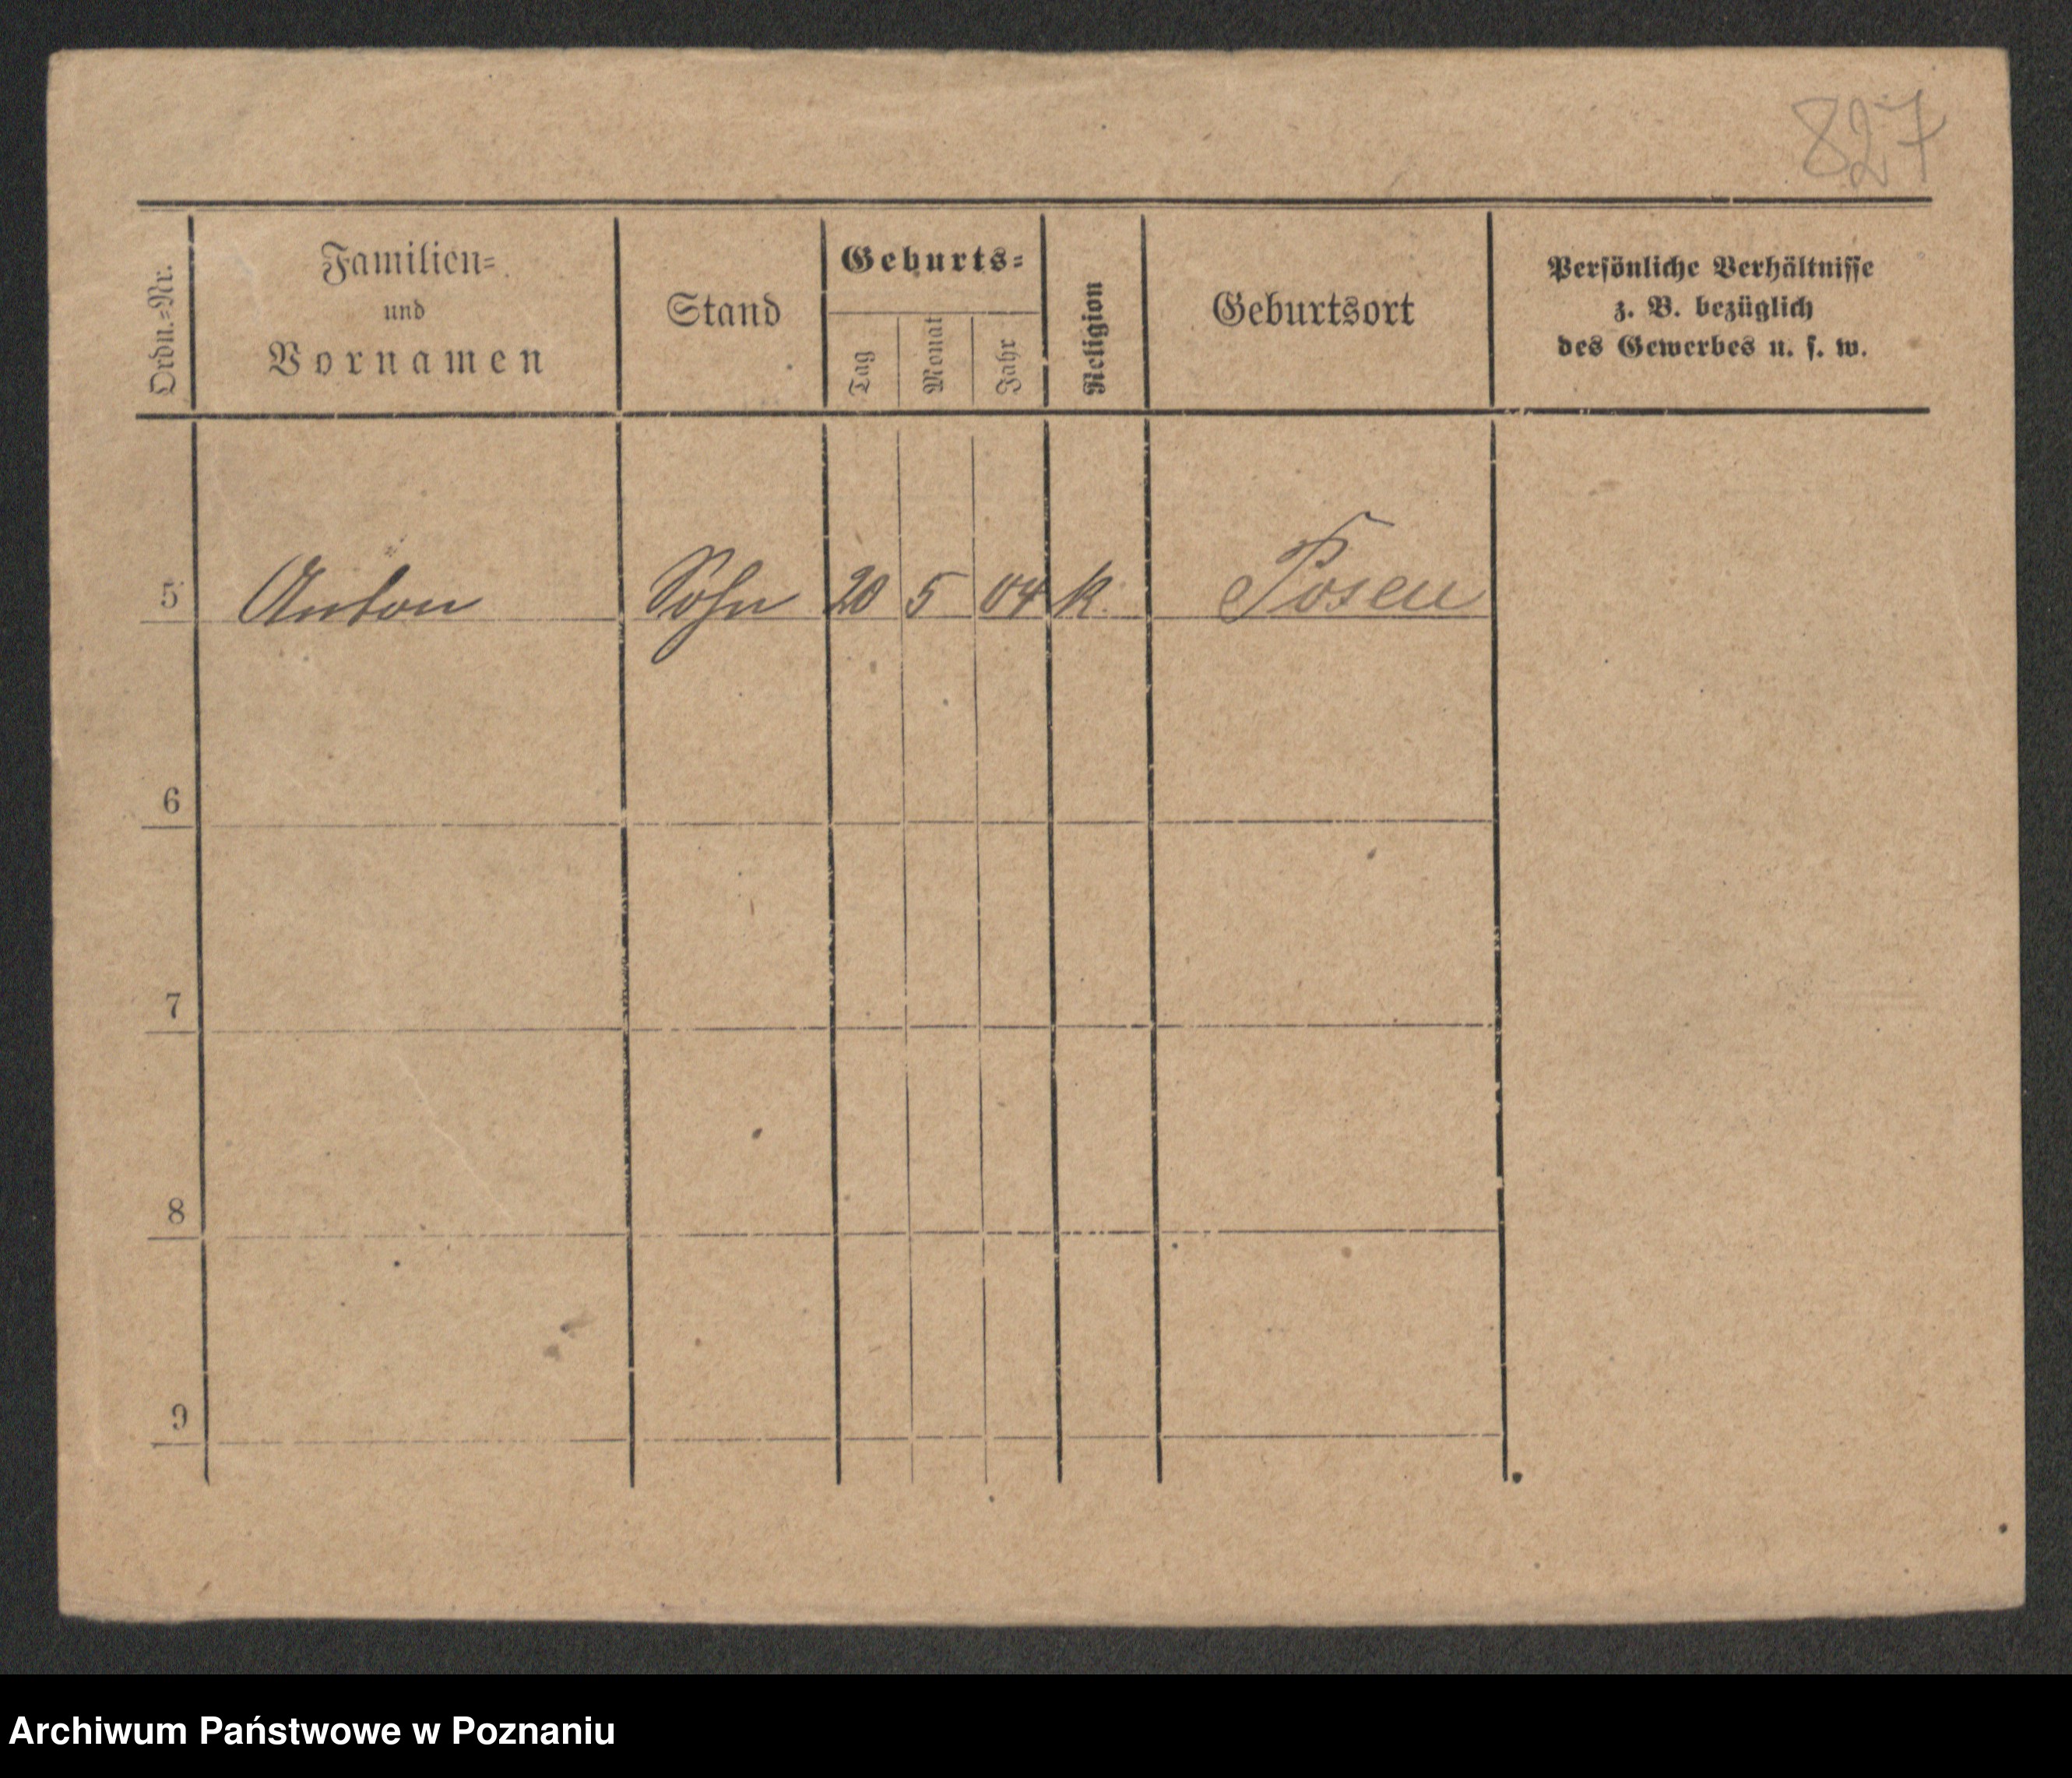 827
Ordn.=Nr.
Familien=
und
Vornamen
Stand
Geburts=
Tag
Monat
Jahr
Religion
Geburtsort
Persönliche Verhältnisse
z. B. bezüglich
des Gewerbes u. s. w.
5 Anton Sohn 20 5 04 k. Posen
6
7
8
9
Archiwum Państwowe w Poznaniu